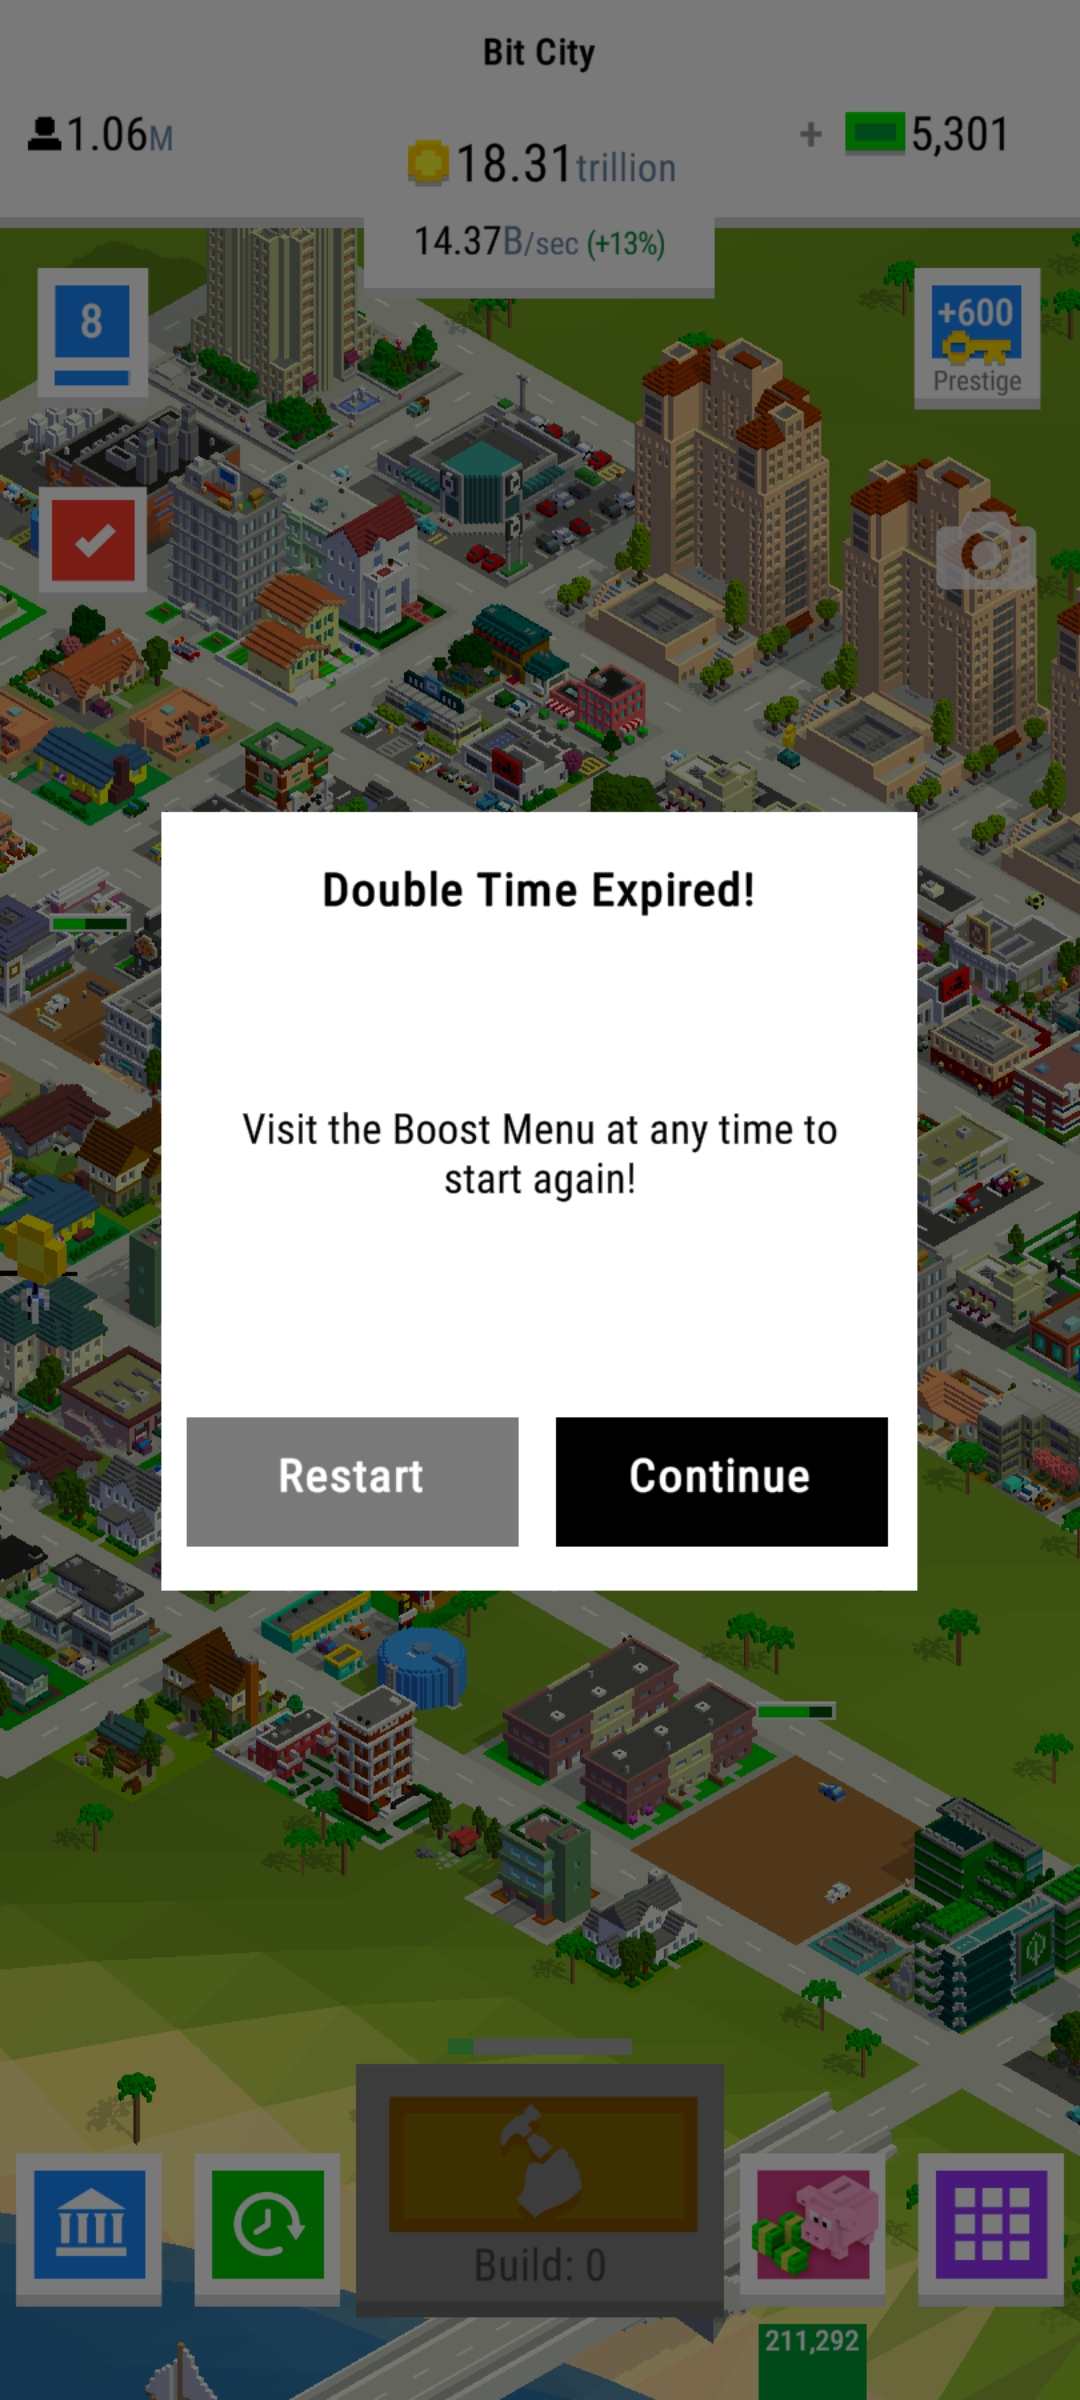 Bit City
1.06M
18.31trillion
+ 5,301
14.37B/sec (+13%)
8
+600
Prestige
Double Time Expired!
Visit the Boost Menu at any time to
start again!
Restart
Continue
Build: 0
211,292